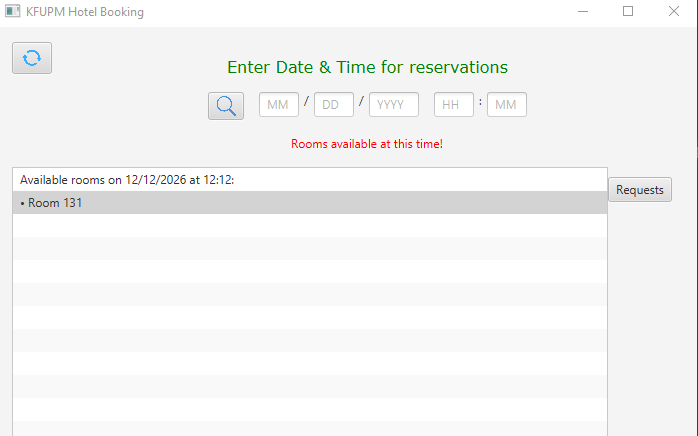 KFUPM Hotel Booking
Enter Date & Time for reservations
MM / DD / YYYY HH : MM
Rooms available at this time!
Available rooms on 12/12/2026 at 12:12:
Requests
• Room 131